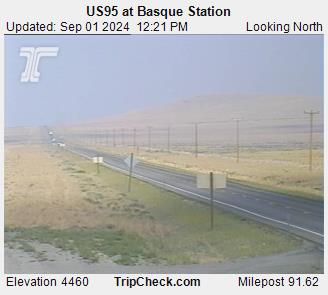 US95 at Basque Station
Updated: Sep 01 2024 12:21 PM Looking North
Elevation 4460 TripCheck.com Milepost 91.62